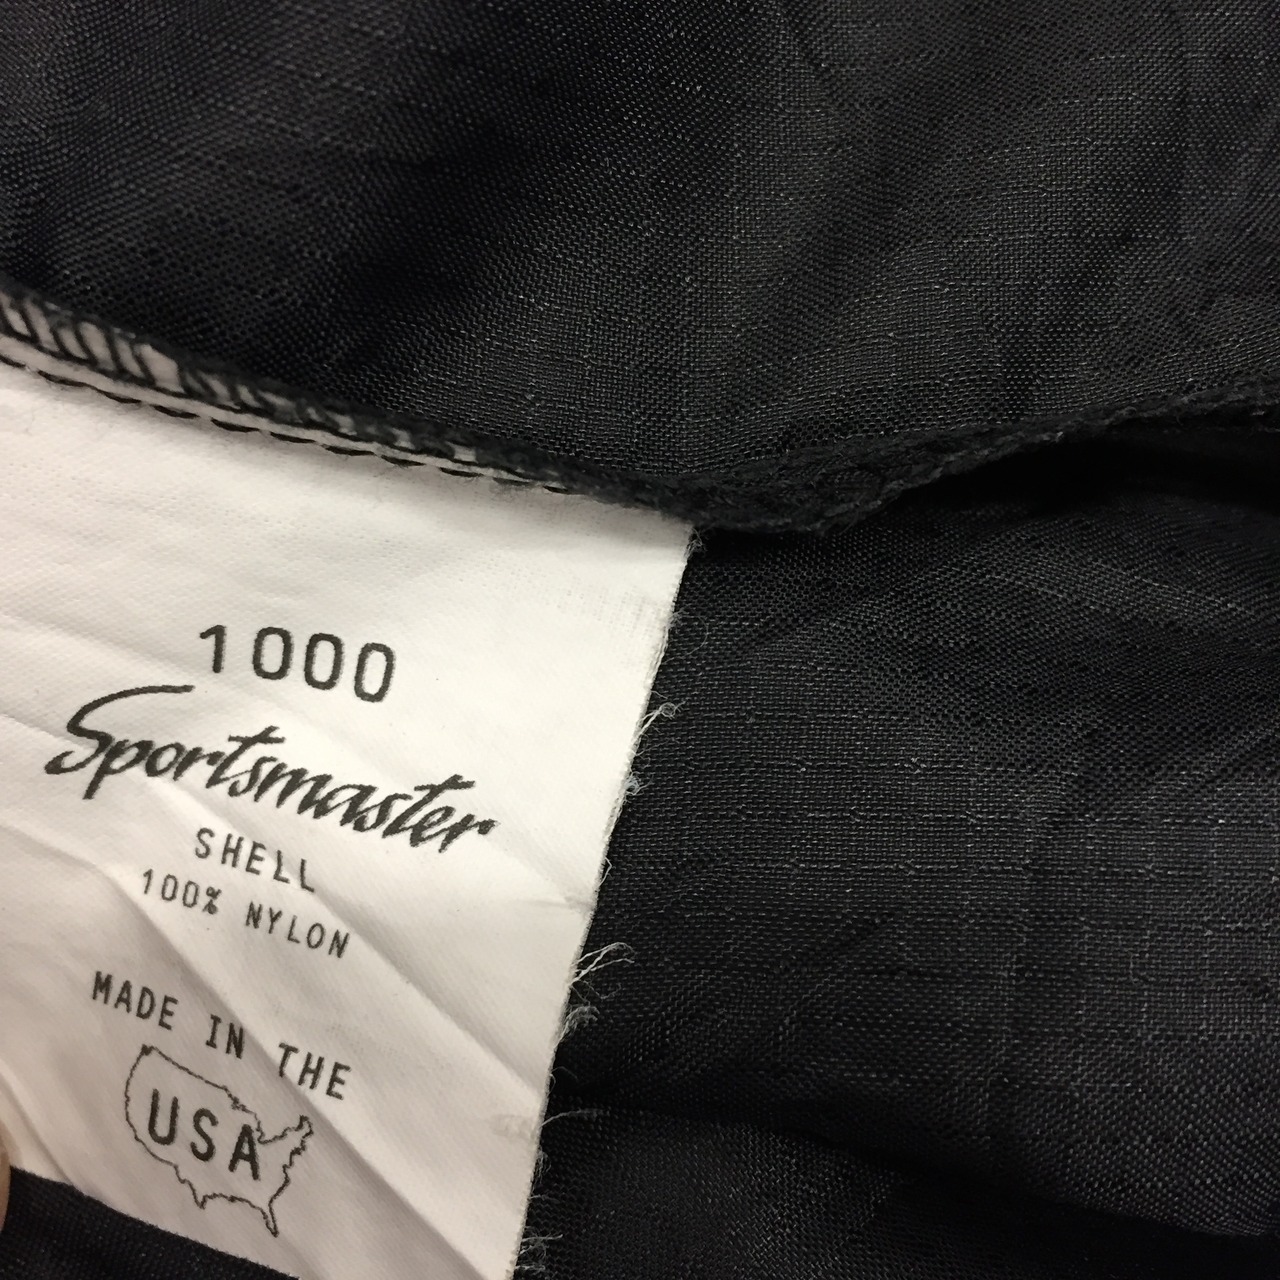 1000
Sportsmaster
SHELL
100% NYLON
MADE IN THE
USA